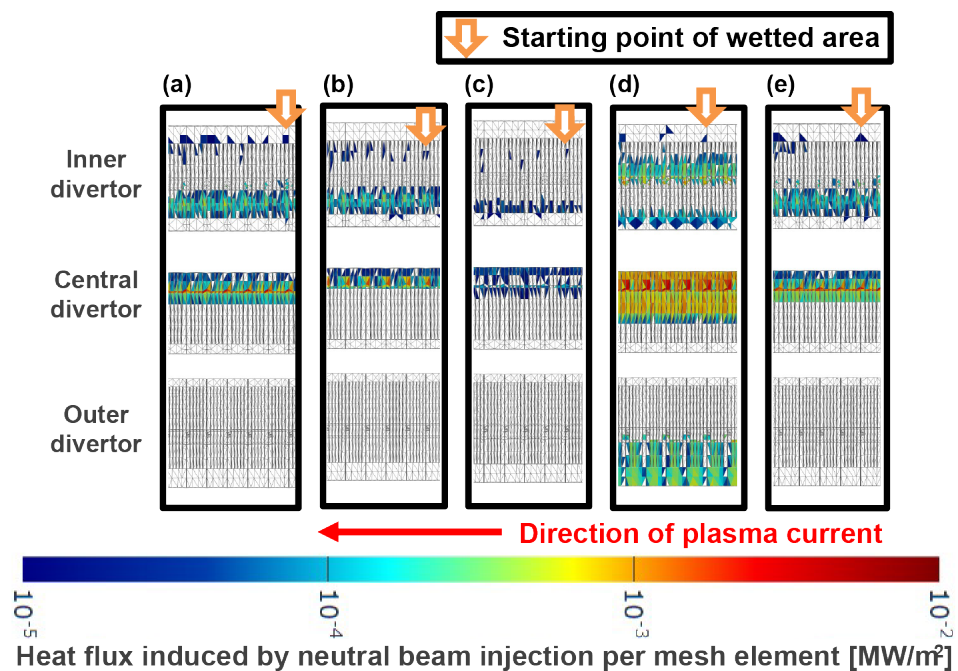 Starting point of wetted area
(a) (b) (c) (d) (e)
Inner
divertor
Central
divertor
Outer
divertor
Direction of plasma current
10⁻⁵ 10⁻⁴ 10⁻³ 10⁻²
Heat flux induced by neutral beam injection per mesh element [MW/m²]